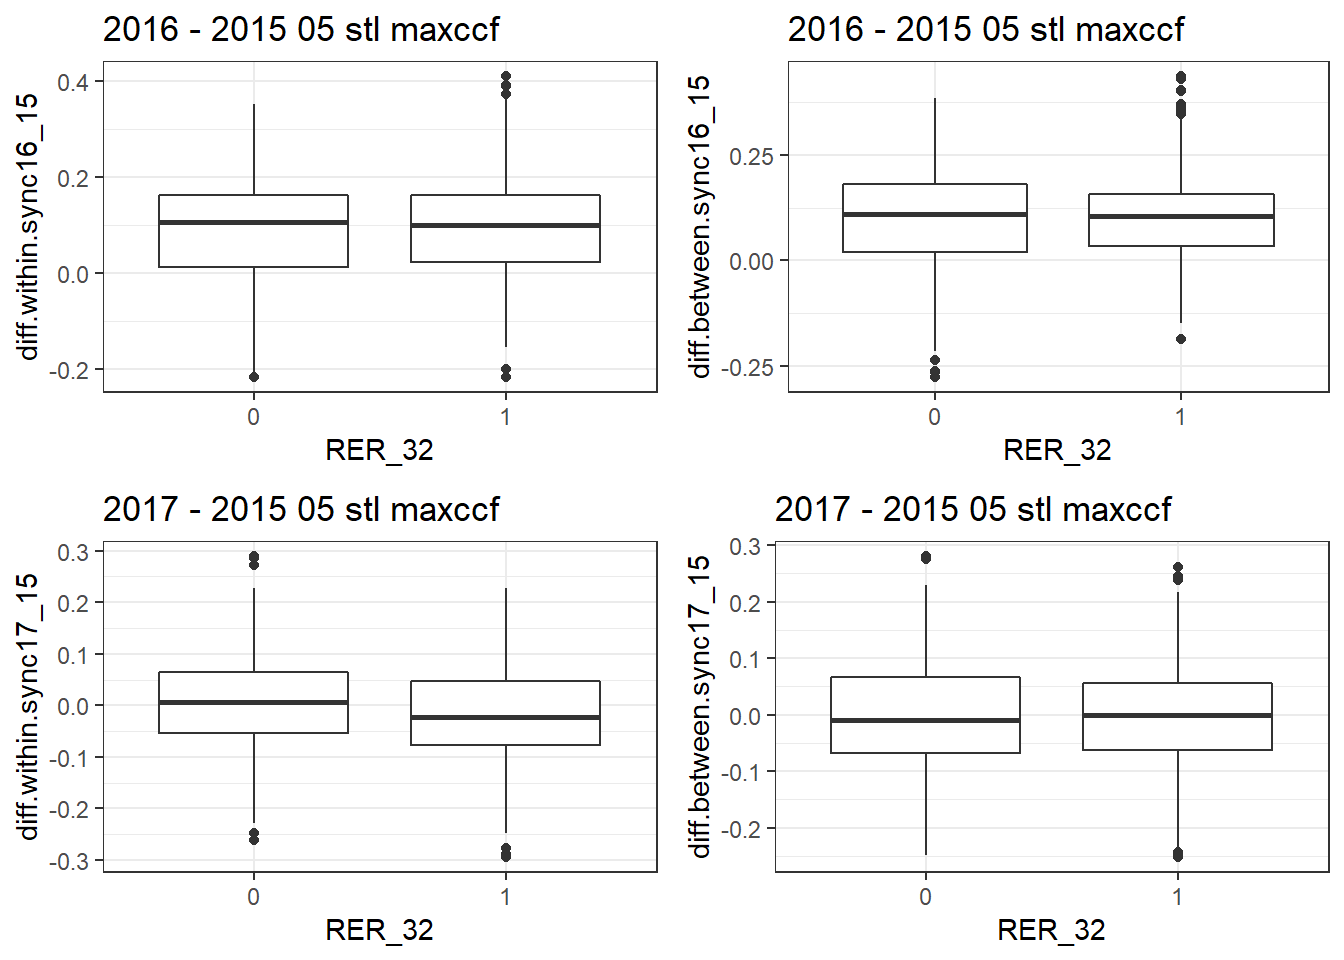 2016 - 2015 05 stl maxccf
diff.within.sync16_15
0.4
0.2
0.0
-0.2
0
1
RER_32
2016 - 2015 05 stl maxccf
diff.between.sync16_15
0.25
0.00
-0.25
0
1
RER_32
2017 - 2015 05 stl maxccf
diff.within.sync17_15
0.3
0.2
0.1
0.0
-0.1
-0.2
-0.3
0
1
RER_32
2017 - 2015 05 stl maxccf
diff.between.sync17_15
0.3
0.2
0.1
0.0
-0.1
-0.2
0
1
RER_32